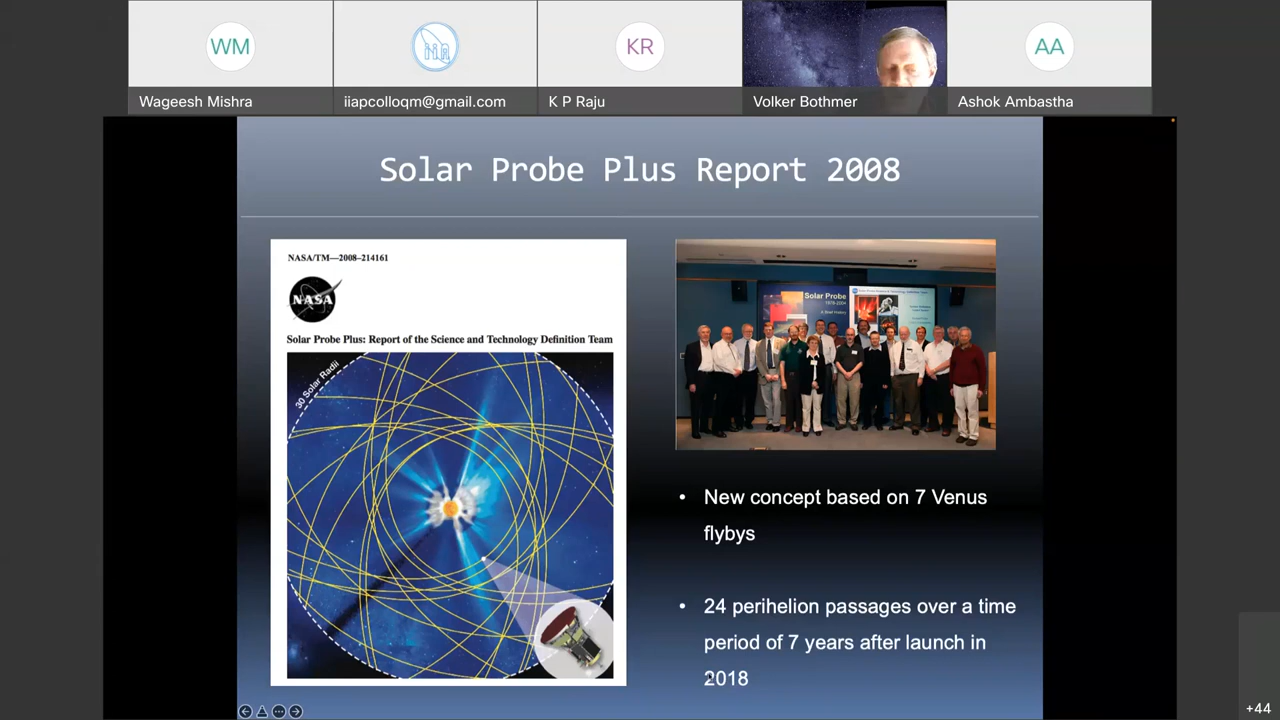 WM
KR
AA
Wageesh Mishra
iiapcolloqm@gmail.com
K P Raju
Volker Bothmer
Ashok Ambastha
Solar Probe Plus Report 2008
NASA/TM—2008–214161
NASA
Solar Probe Plus: Report of the Science and Technology Definition Team
30 Solar Radii
Solar Probe
A Brief History
• New concept based on 7 Venus
flybys
• 24 perihelion passages over a time
period of 7 years after launch in
2018
+44